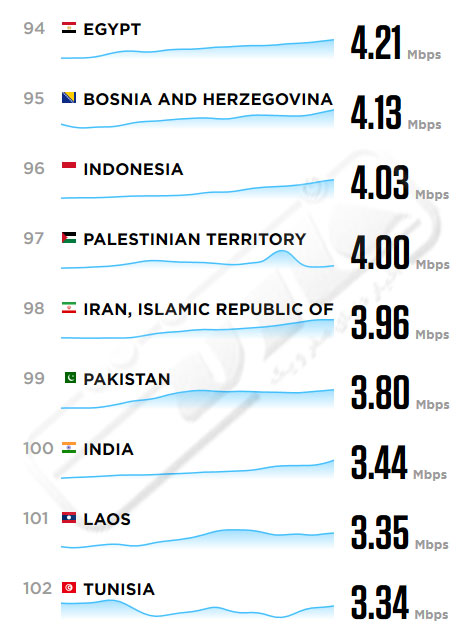 94 EGYPT 4.21 Mbps
95 BOSNIA AND HERZEGOVINA 4.13 Mbps
96 INDONESIA 4.03 Mbps
97 PALESTINIAN TERRITORY 4.00 Mbps
98 IRAN, ISLAMIC REPUBLIC OF 3.96 Mbps
99 PAKISTAN 3.80 Mbps
100 INDIA 3.44 Mbps
101 LAOS 3.35 Mbps
102 TUNISIA 3.34 Mbps